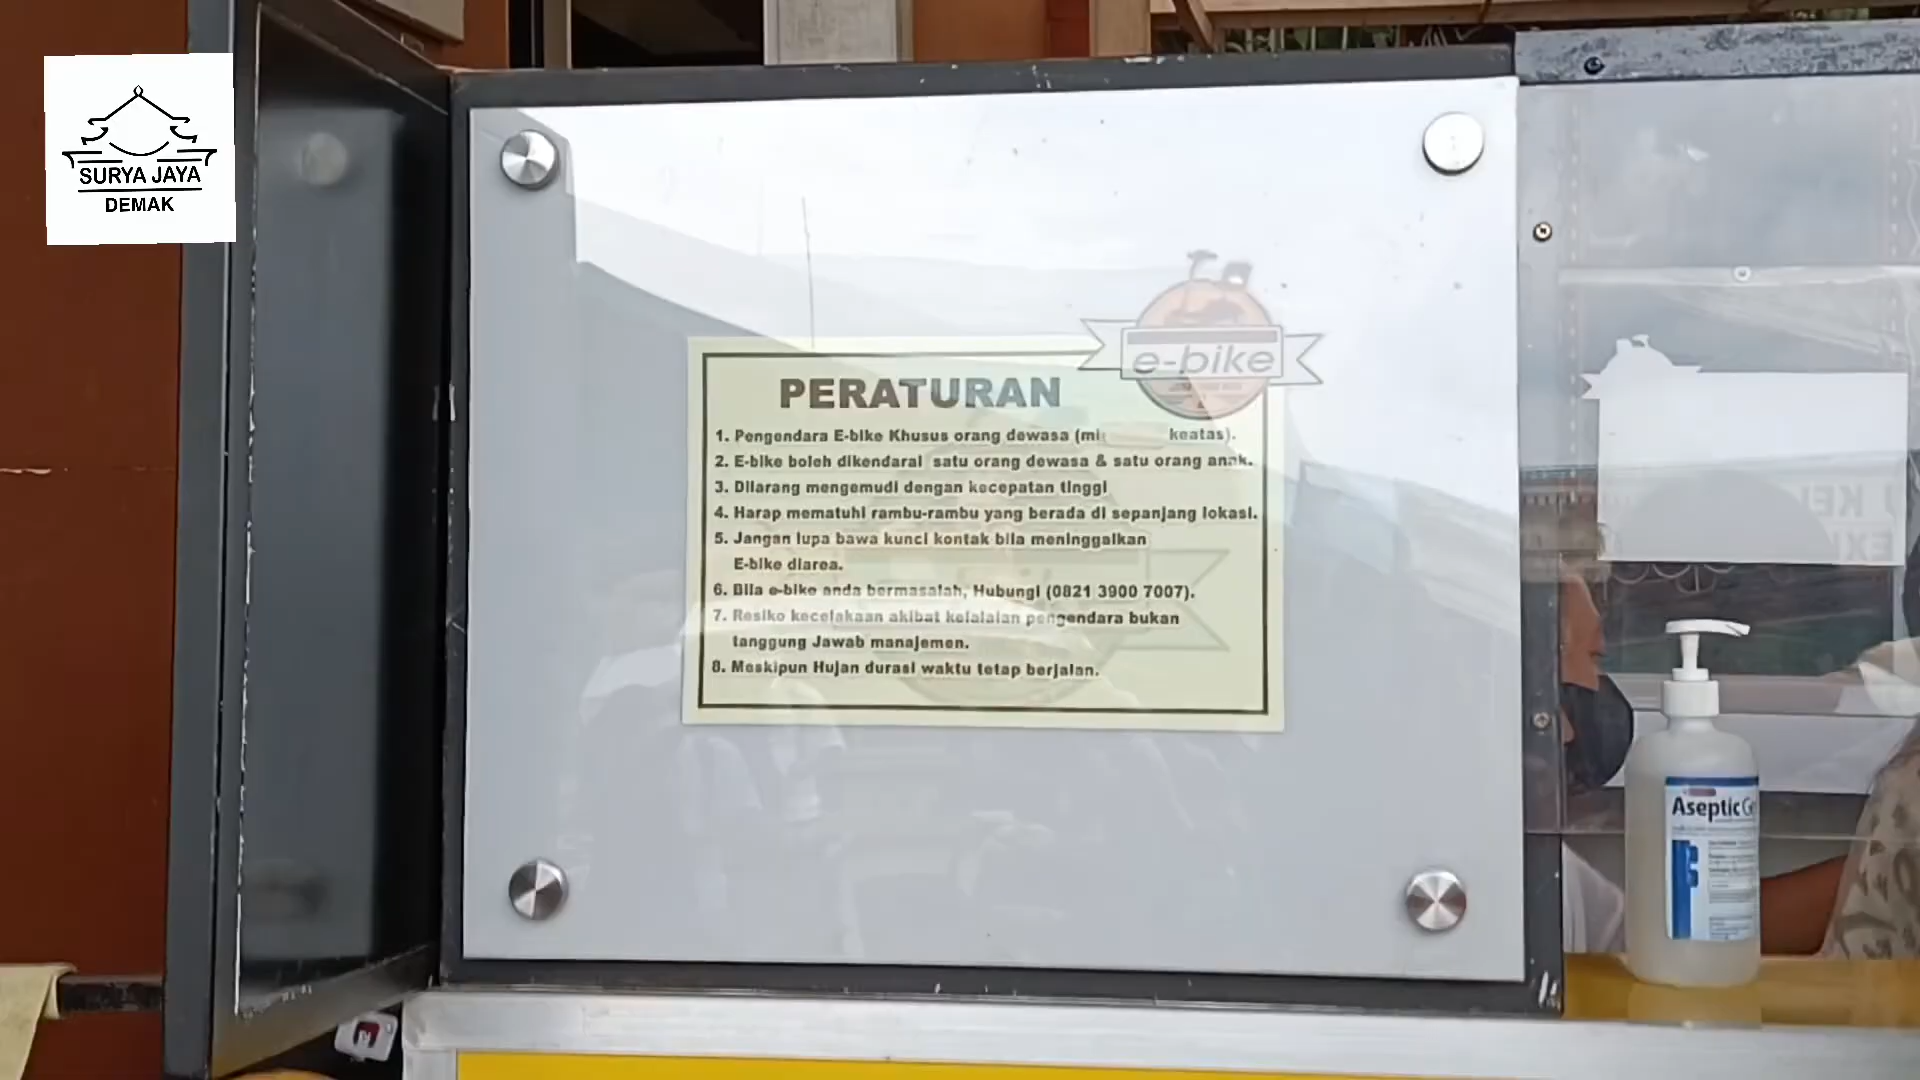 SURYA JAYA
DEMAK
e-bike
PERATURAN
1. Pengendara E-bike Khusus orang dewasa ( keatas).
2. E-bike boleh dikendarai satu orang dewasa & satu orang anak.
3. Dilarang mengemudi dengan kecepatan tinggi
4. Harap mematuhi rambu-rambu yang berada di sepanjang lokasi.
5. Jangan lupa bawa kunci kontak bila meninggalkan
E-bike diarea.
6. Bila e-bike anda bermasalah, Hubungi (0821 3900 7007).
7. Resiko kecelakaan akibat kelalaian pengendara bukan
tanggung Jawab manajemen.
8. Meskipun Hujan durasi waktu tetap berjalan.
Aseptic